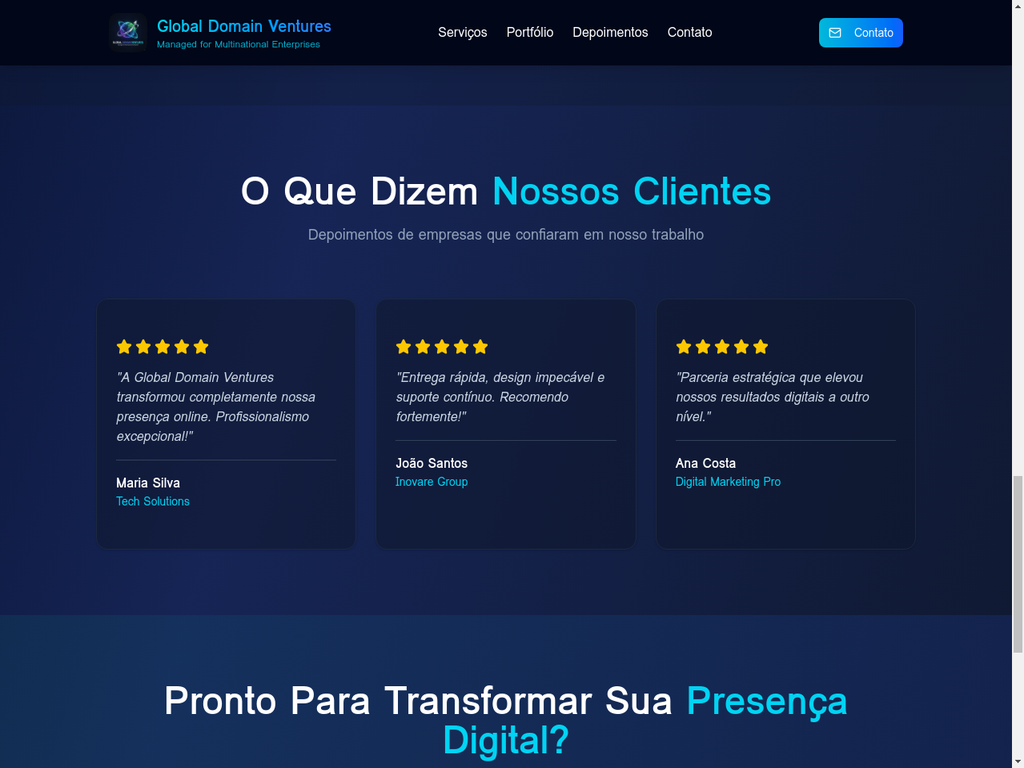 Global Domain Ventures
Managed for Multinational Enterprises
Serviços
Portfólio
Depoimentos
Contato
Contato
O Que Dizem Nossos Clientes
Depoimentos de empresas que confiaram em nosso trabalho
"A Global Domain Ventures
transformou completamente nossa
presença online. Profissionalismo
excepcional!"
Maria Silva
Tech Solutions
"Entrega rápida, design impecável e
suporte contínuo. Recomendo
fortemente!"
João Santos
Inovare Group
"Parceria estratégica que elevou
nossos resultados digitais a outro
nível."
Ana Costa
Digital Marketing Pro
Pronto Para Transformar Sua Presença
Digital?